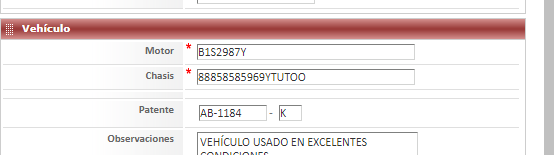 Vehículo
Motor * B1S2987Y
Chasis * 88858585969YTUTOO
Patente AB-1184 - K
Observaciones VEHÍCULO USADO EN EXCELENTES
CONDICIONES